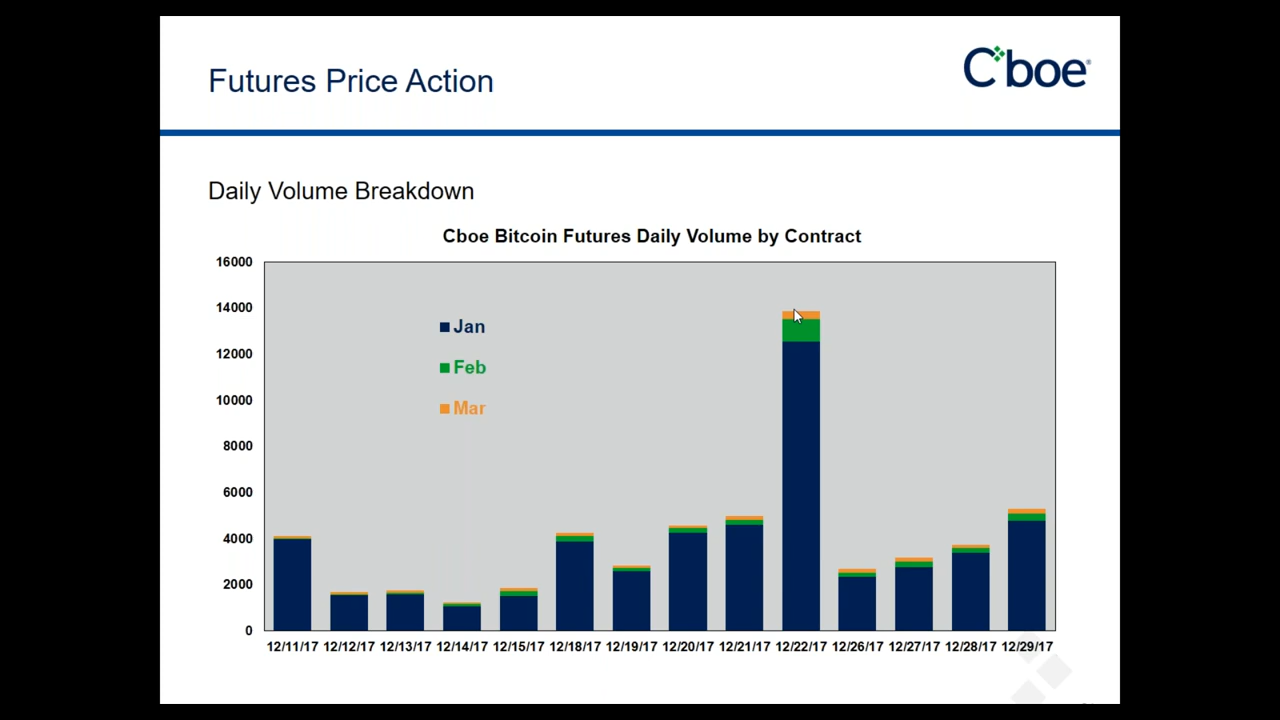 Futures Price Action
Cboe®
Daily Volume Breakdown
Cboe Bitcoin Futures Daily Volume by Contract
16000
14000
12000
10000
8000
6000
4000
2000
0
Jan
Feb
Mar
12/11/17 12/12/17 12/13/17 12/14/17 12/15/17 12/18/17 12/19/17 12/20/17 12/21/17 12/22/17 12/26/17 12/27/17 12/28/17 12/29/17